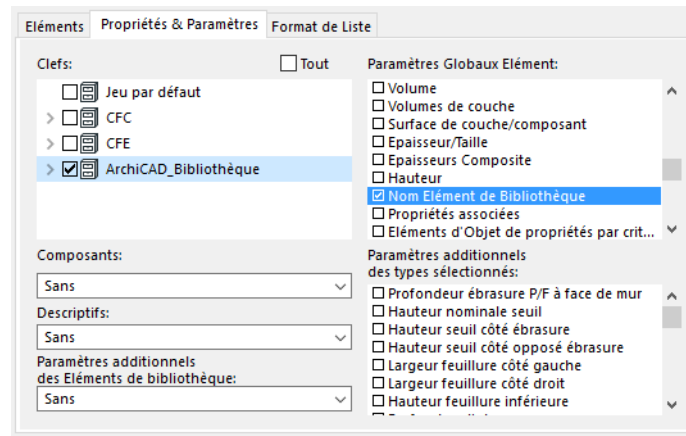 Eléments Propriétés & Paramètres Format de Liste
Clefs: Tout
Jeu par défaut
CFC
CFE
ArchiCAD_Bibliothèque
Composants:
Sans
Descriptifs:
Sans
Paramètres additionnels
des Eléments de bibliothèque:
Sans
Paramètres Globaux Elément:
Volume
Volumes de couche
Surface de couche/composant
Epaisseur/Taille
Epaisseurs Composite
Hauteur
Nom Elément de Bibliothèque
Propriétés associées
Eléments d'Objet de propriétés par crit...
Paramètres additionnels
des types sélectionnés:
Profondeur ébrasure P/F à face de mur
Hauteur nominale seuil
Hauteur seuil côté ébrasure
Hauteur seuil côté opposé ébrasure
Largeur feuillure côté gauche
Largeur feuillure côté droit
Hauteur feuillure inférieure